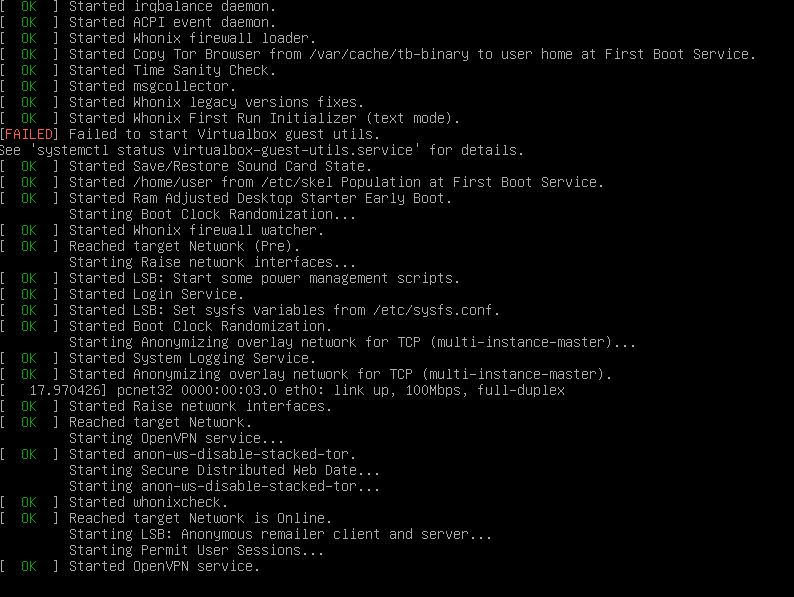 [  OK  ] Started irqbalance daemon.
[  OK  ] Started ACPI event daemon.
[  OK  ] Started Whonix firewall loader.
[  OK  ] Started Copy Tor Browser from /var/cache/tb-binary to user home at First Boot Service.
[  OK  ] Started Time Sanity Check.
[  OK  ] Started msgcollector.
[  OK  ] Started Whonix legacy versions fixes.
[  OK  ] Started Whonix First Run Initializer (text mode).
[FAILED] Failed to start Virtualbox guest utils.
See 'systemctl status virtualbox-guest-utils.service' for details.
[  OK  ] Started Save/Restore Sound Card State.
[  OK  ] Started /home/user from /etc/skel Population at First Boot Service.
[  OK  ] Started Ram Adjusted Desktop Starter Early Boot.
         Starting Boot Clock Randomization...
[  OK  ] Started Whonix firewall watcher.
[  OK  ] Reached target Network (Pre).
         Starting Raise network interfaces...
[  OK  ] Started LSB: Start some power management scripts.
[  OK  ] Started Login Service.
[  OK  ] Started LSB: Set sysfs variables from /etc/sysfs.conf.
[  OK  ] Started Boot Clock Randomization.
         Starting Anonymizing overlay network for TCP (multi-instance-master)...
[  OK  ] Started System Logging Service.
[  OK  ] Started Anonymizing overlay network for TCP (multi-instance-master).
[   17.970426] pcnet32 0000:00:03.0 eth0: link up, 100Mbps, full-duplex
[  OK  ] Started Raise network interfaces.
[  OK  ] Reached target Network.
         Starting OpenVPN service...
[  OK  ] Started anon-ws-disable-stacked-tor.
         Starting Secure Distributed Web Date...
         Starting anon-ws-disable-stacked-tor...
[  OK  ] Started whonixcheck.
[  OK  ] Reached target Network is Online.
         Starting LSB: Anonymous remailer client and server...
         Starting Permit User Sessions...
[  OK  ] Started OpenVPN service.